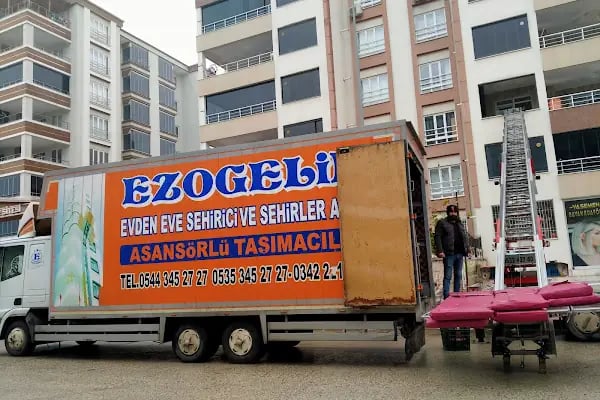 EZOGELİN
EVDEN EVE ŞEHİRİÇİ VE ŞEHİRLER A
ASANSÖRLÜ TAŞIMACIL
TEL.0544 345 27 27 0535 345 27 27-0342 2
YASEMEN